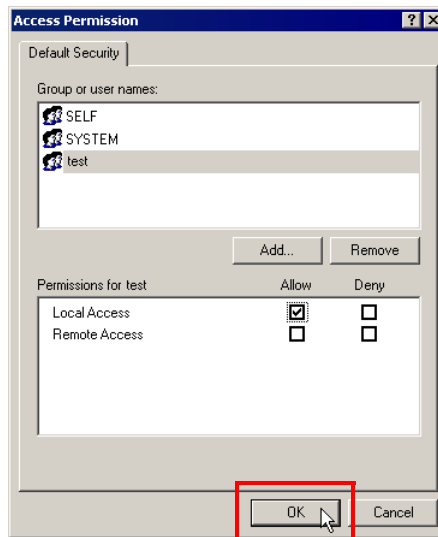 Access Permission
Default Security
Group or user names:
SELF
SYSTEM
test
Add... Remove
Permissions for test Allow Deny
Local Access
Remote Access
OK Cancel